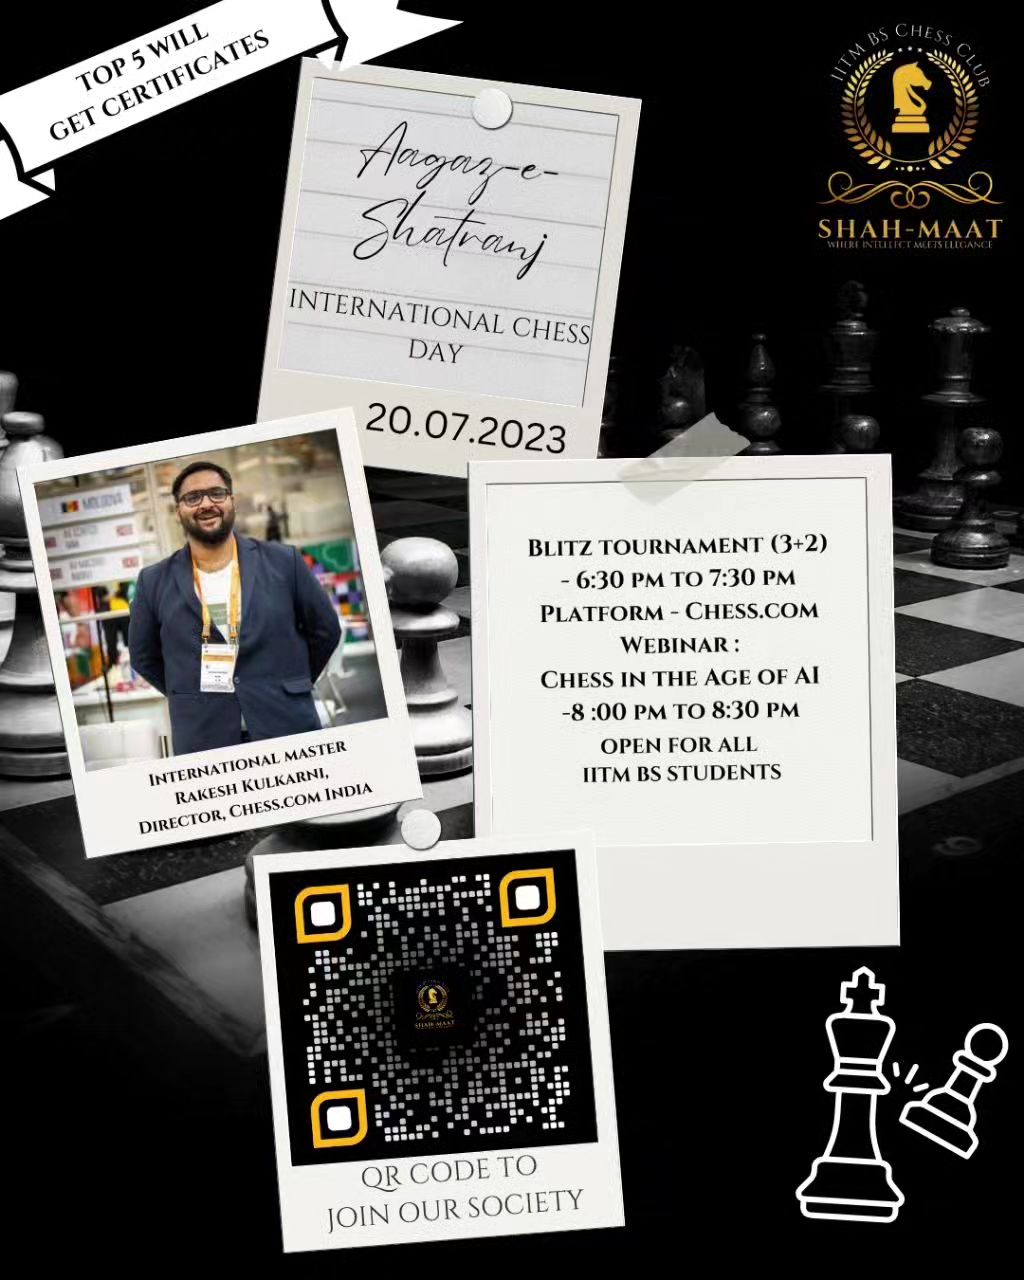 TOP 5 WILL
GET CERTIFICATES
IITM BS CHESS CLUB
SHAH-MAAT
WHERE INTELLECT MEETS ELEGANCE
Aagaz-e-
Shatranj
INTERNATIONAL CHESS
DAY
20.07.2023
MOLDOVA
INTERNATIONAL MASTER
RAKESH KULKARNI,
DIRECTOR, CHESS.COM INDIA
BLITZ TOURNAMENT (3+2)
- 6:30 PM TO 7:30 PM
PLATFORM - CHESS.COM
WEBINAR :
CHESS IN THE AGE OF AI
-8 :00 PM TO 8:30 PM
OPEN FOR ALL
IITM BS STUDENTS
SHAH-MAAT
QR CODE TO
JOIN OUR SOCIETY